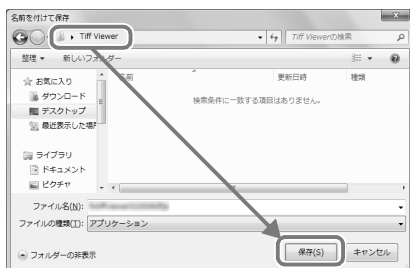 名前を付けて保存
Tiff Viewer
Tiff Viewerの検索
整理 新しいフォルダー
お気に入り
ダウンロード
デスクトップ
最近表示した場所
ライブラリ
ドキュメント
ピクチャ
名前 更新日時 種類
検索条件に一致する項目はありません。
ファイル名(N):
ファイルの種類(T): アプリケーション
フォルダーの非表示
保存(S) キャンセル